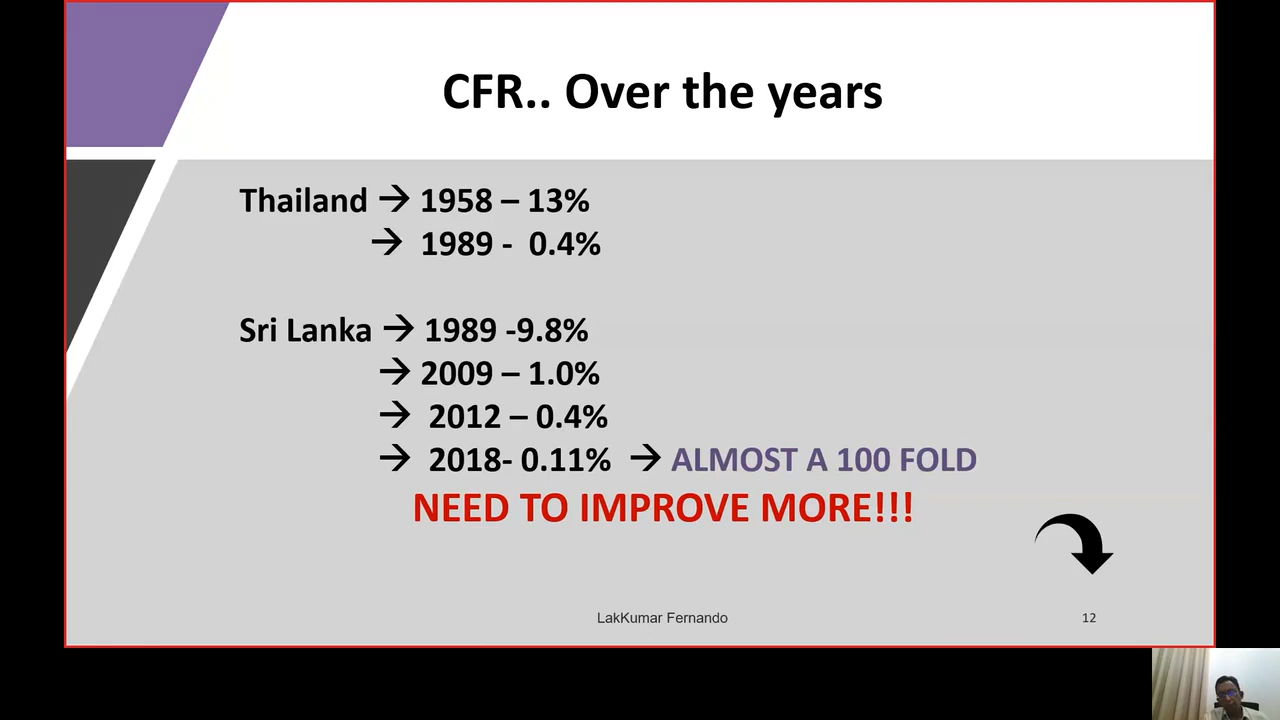 CFR.. Over the years
Thailand → 1958 – 13%
→ 1989 - 0.4%
Sri Lanka → 1989 -9.8%
→ 2009 – 1.0%
→ 2012 – 0.4%
→ 2018- 0.11% → ALMOST A 100 FOLD
NEED TO IMPROVE MORE!!!
LakKumar Fernando
12